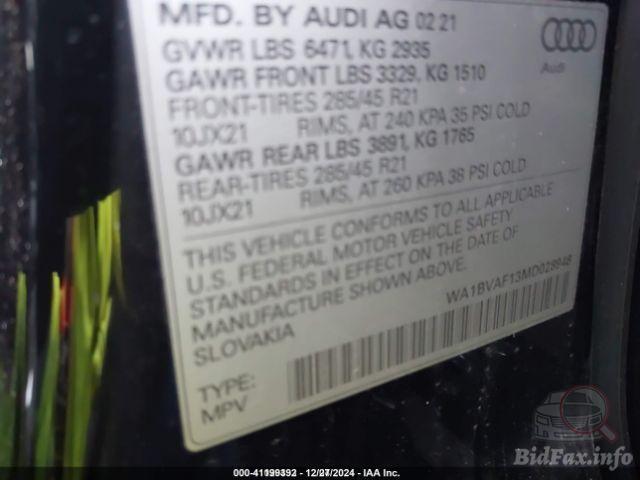 MFD. BY AUDI AG 02 21
GVWR LBS 6471, KG 2935
GAWR FRONT LBS 3329, KG 1510
FRONT-TIRES 285/45 R21
10JX21 RIMS, AT 240 KPA 35 PSI COLD
GAWR REAR LBS 3891, KG 1765
REAR-TIRES 285/45 R21
10JX21 RIMS, AT 260 KPA 38 PSI COLD
Audi
THIS VEHICLE CONFORMS TO ALL APPLICABLE
U.S. FEDERAL MOTOR VEHICLE SAFETY
STANDARDS IN EFFECT ON THE DATE OF
MANUFACTURE SHOWN ABOVE.
SLOVAKIA
WA1BVAF13MD028948
TYPE:
MPV
BidFax.info
- IAA Inc.